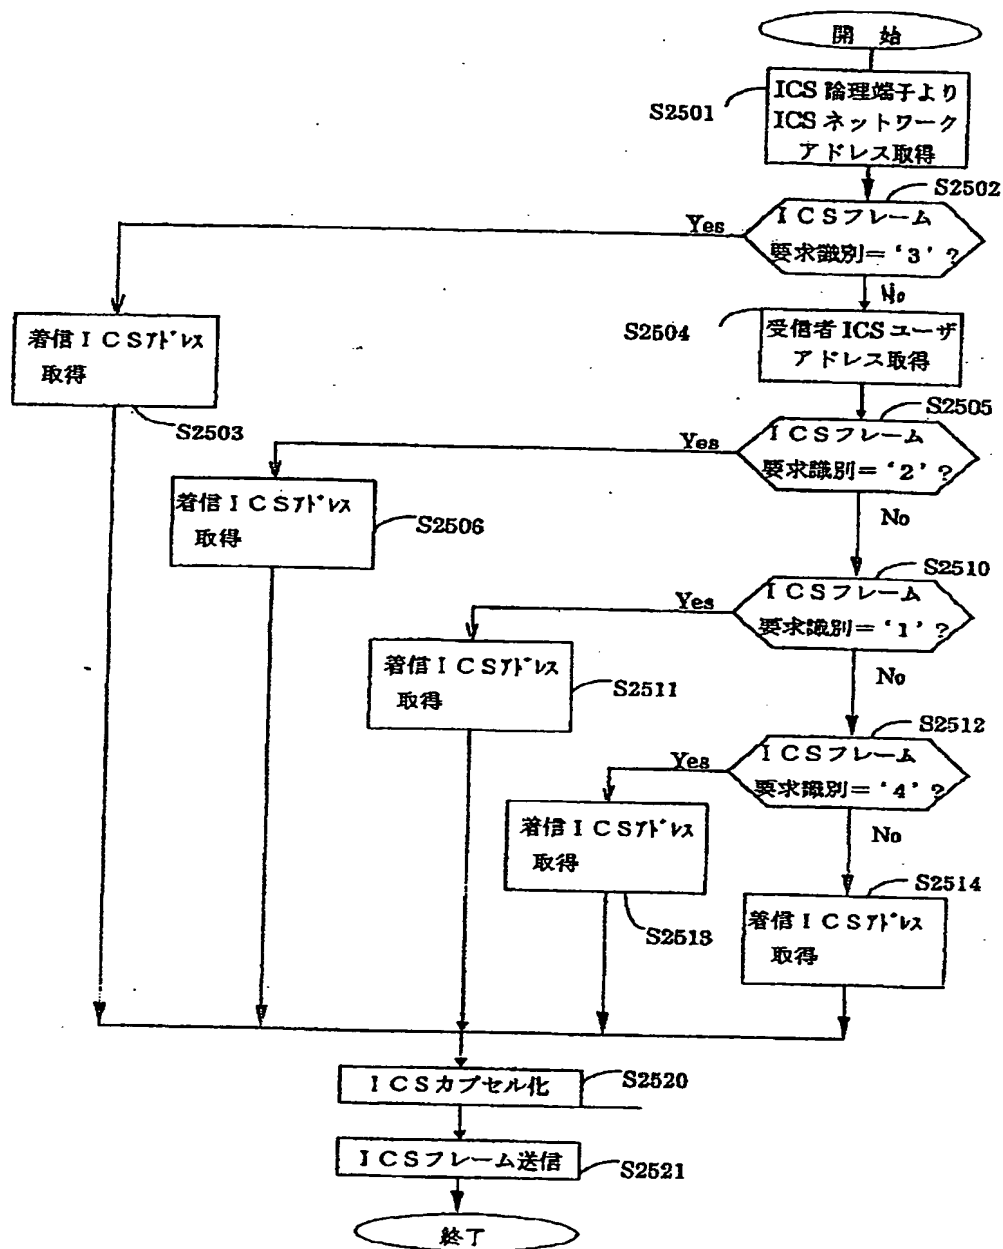 開 始
S2501
ICS論理端子より
ICSネットワーク
アドレス取得
S2502
ICSフレーム
要求識別=‘3’?
Yes
No
着信ICSアドレス
取得
S2503
S2504
受信者ICSユーザ
アドレス取得
S2505
ICSフレーム
要求識別=‘2’?
Yes
No
着信ICSアドレス
取得
S2506
S2510
ICSフレーム
要求識別=‘1’?
Yes
No
着信ICSアドレス
取得
S2511
S2512
ICSフレーム
要求識別=‘4’?
Yes
No
着信ICSアドレス
取得
S2513
S2514
着信ICSアドレス
取得
ICSカプセル化
S2520
ICSフレーム送信
S2521
終了